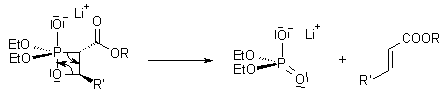 |O|⁻ Li⁺
O
EtO
EtO P OR
|O R'
|O|⁻ Li⁺
EtO
EtO P
O
+
COOR
R'